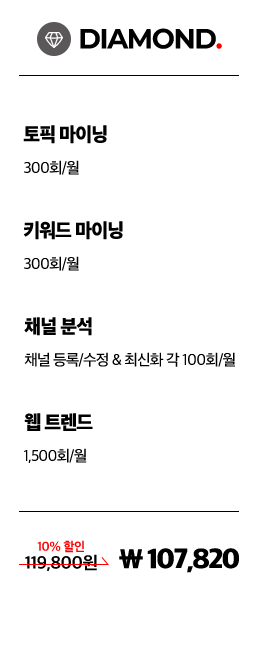 DIAMOND.
토픽 마이닝
300회/월
키워드 마이닝
300회/월
채널 분석
채널 등록/수정 & 최신화 각 100회/월
웹 트렌드
1,500회/월
10% 할인
119,800원
₩ 107,820